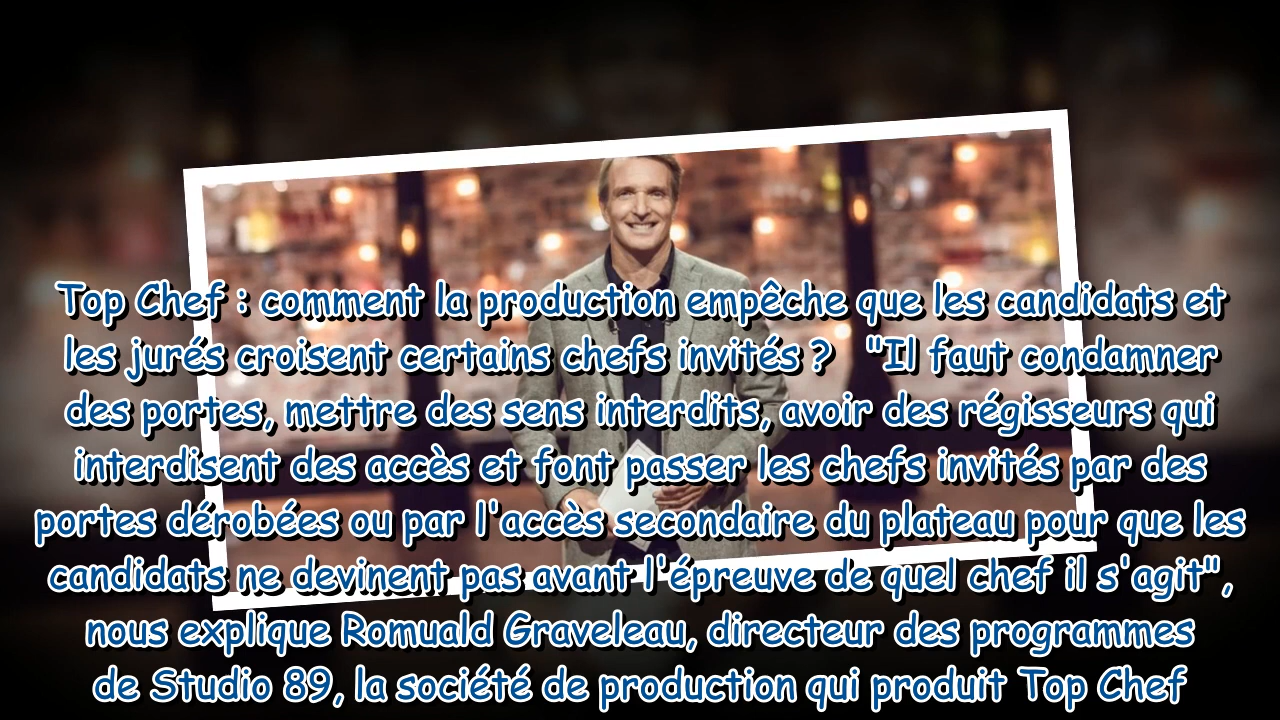 Top Chef : comment la production empêche que les candidats et
les jurés croisent certains chefs invités ? "Il faut condamner
des portes, mettre des sens interdits, avoir des régisseurs qui
interdisent des accès et font passer les chefs invités par des
portes dérobées ou par l'accès secondaire du plateau pour que les
candidats ne devinent pas avant l'épreuve de quel chef il s'agit",
nous explique Romuald Graveleau, directeur des programmes
de Studio 89, la société de production qui produit Top Chef